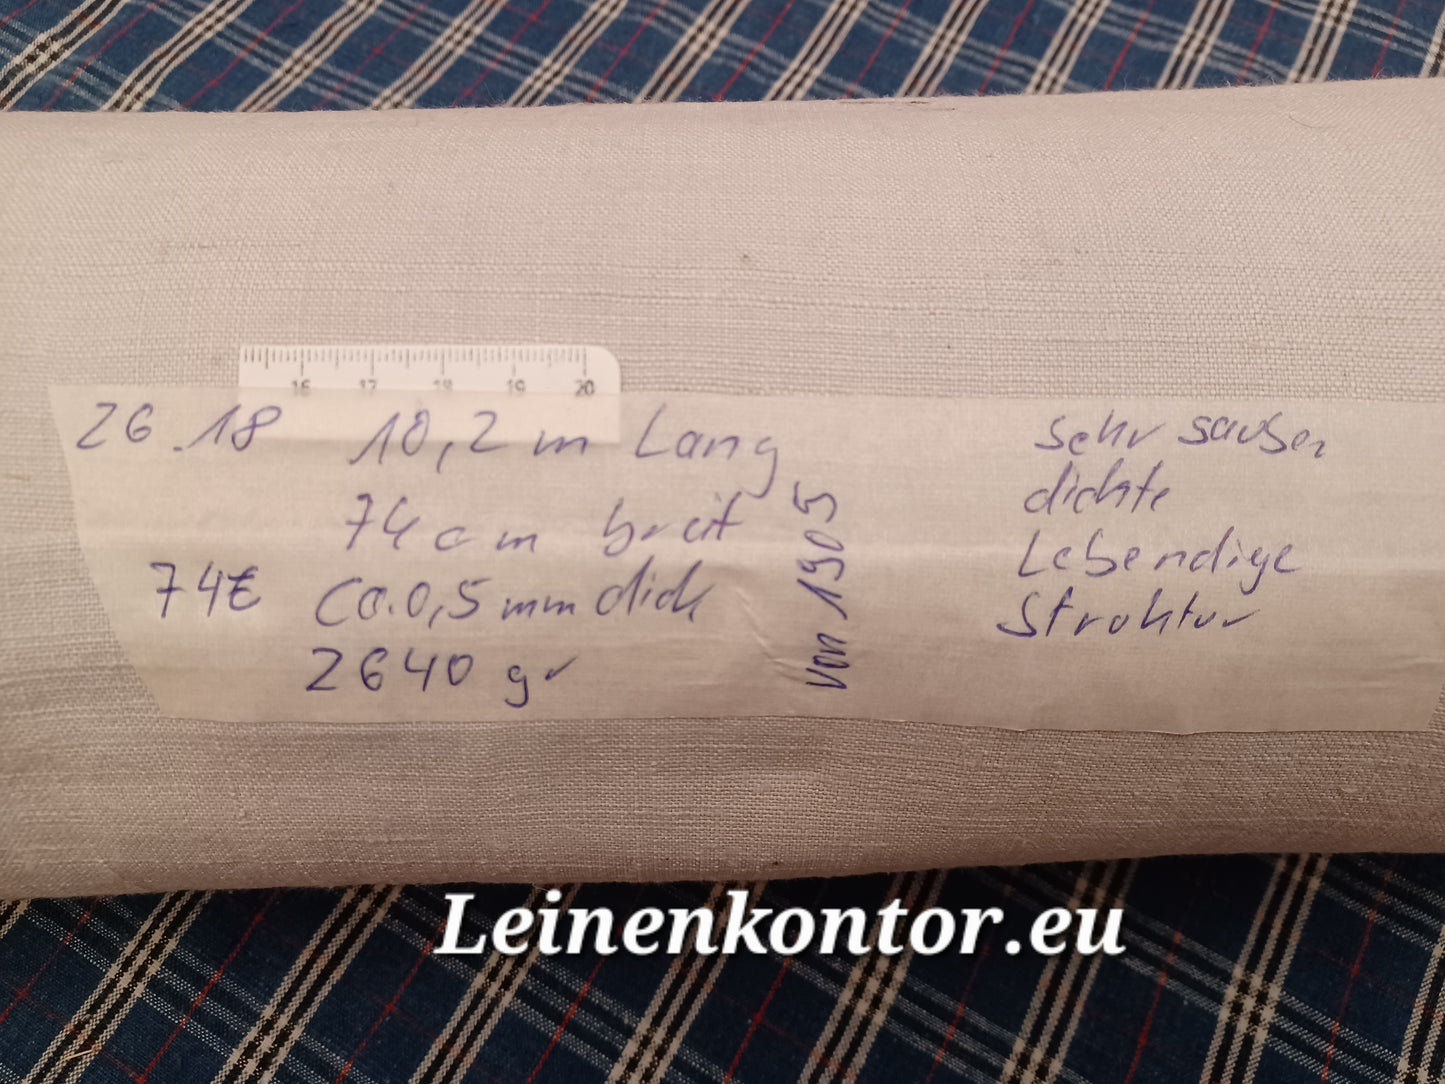 16 17 18 19 20
26.18
10,2 m Lang
74 cm breit
74€
Ca. 0,5 mm dick
2640 gr
von 1905
sehr sauber
dichte
Lebendige
Struktur
Leinenkontor.eu